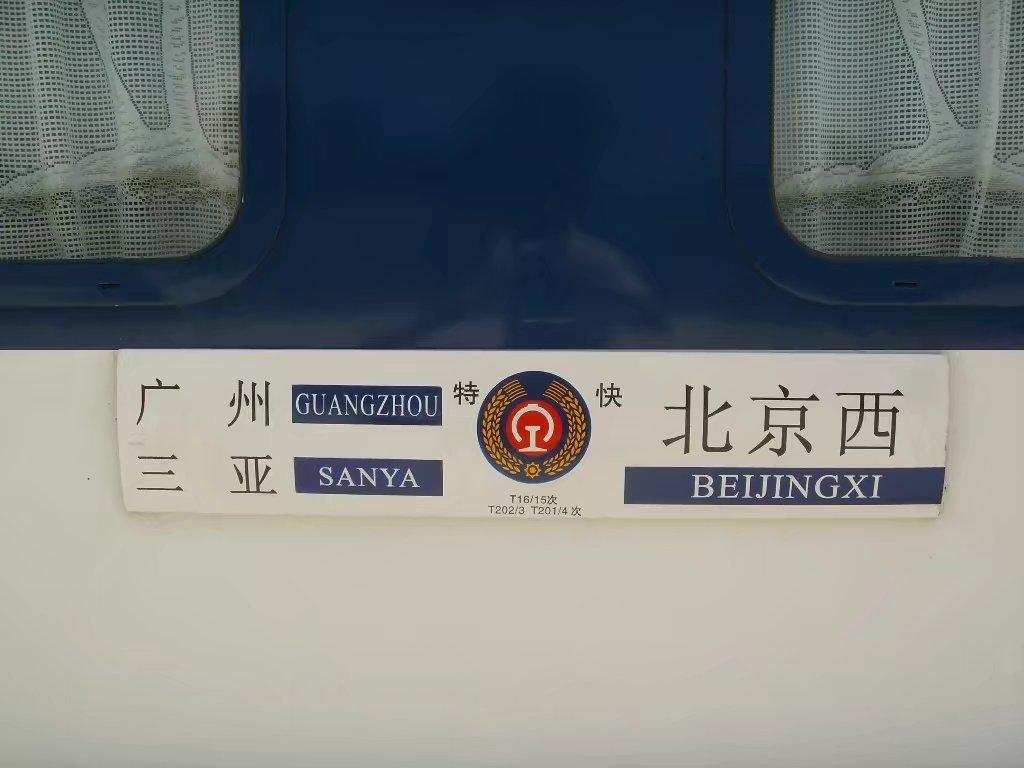 广 州 GUANGZHOU
三 亚 SANYA
特 快
T16/15次
T202/3 T201/4次
北京西
BEIJINGXI